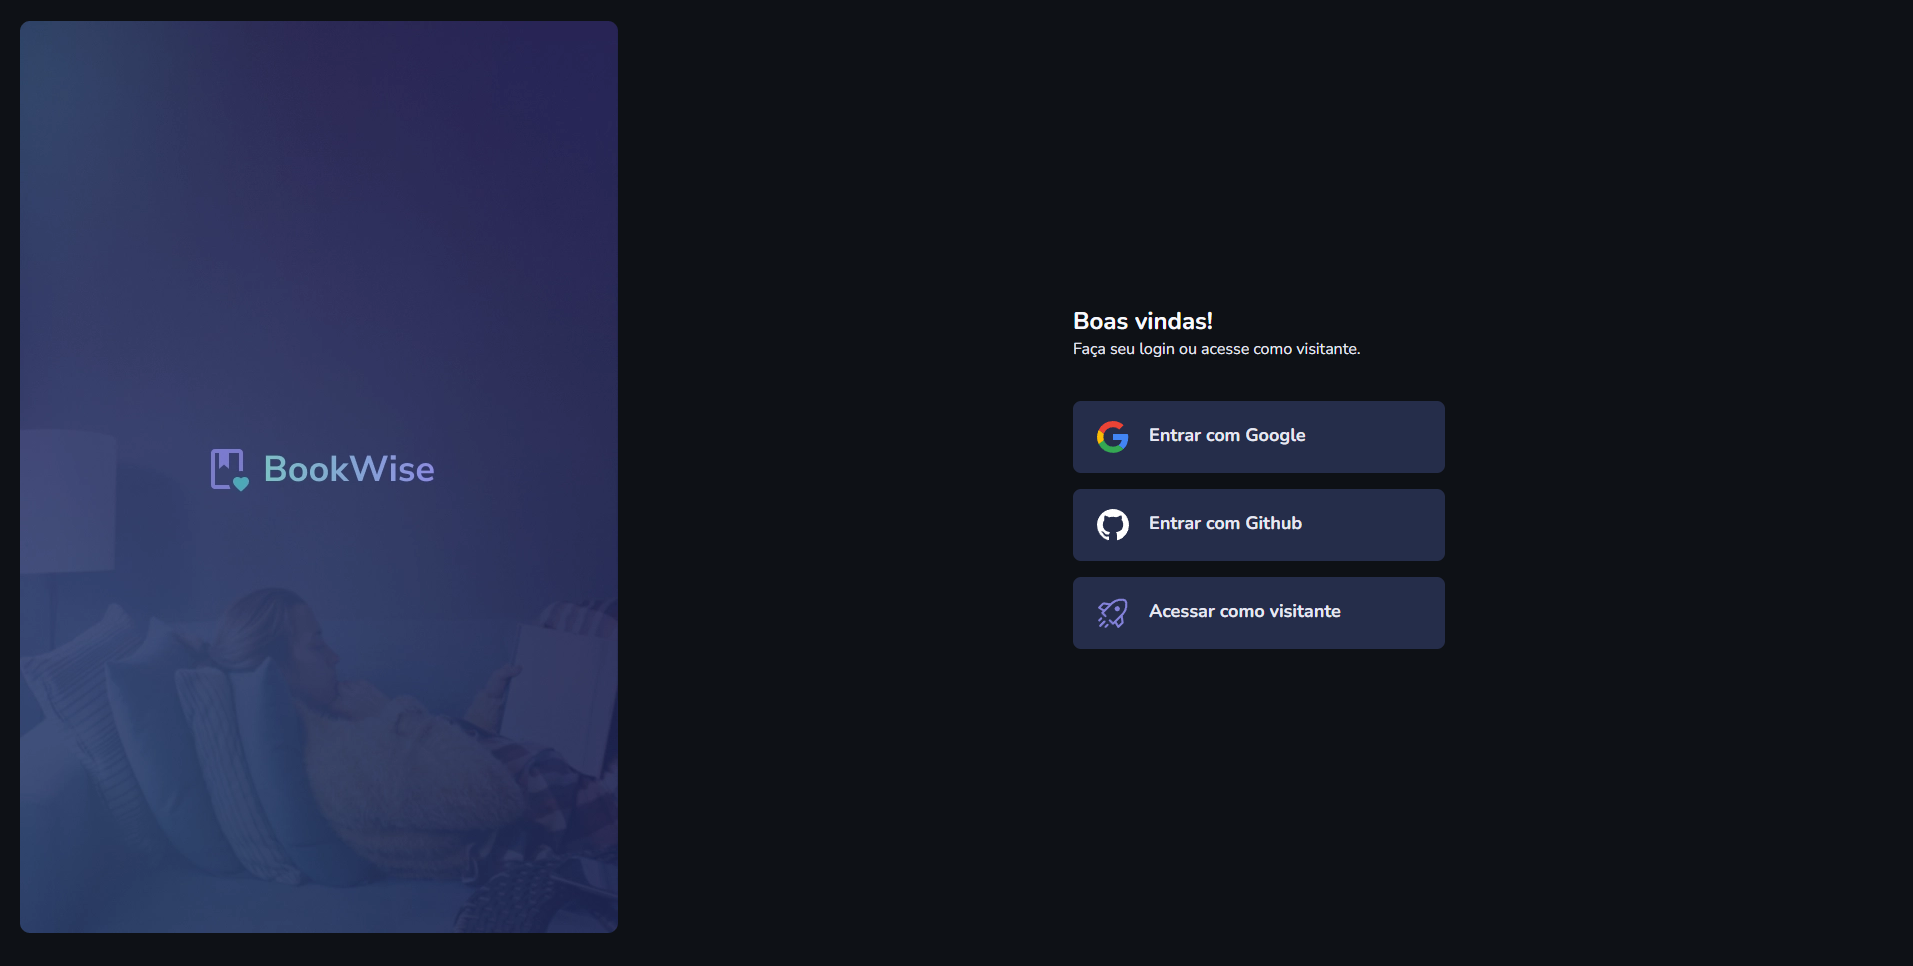 BookWise
Boas vindas!
Faça seu login ou acesse como visitante.
Entrar com Google
Entrar com Github
Acessar como visitante